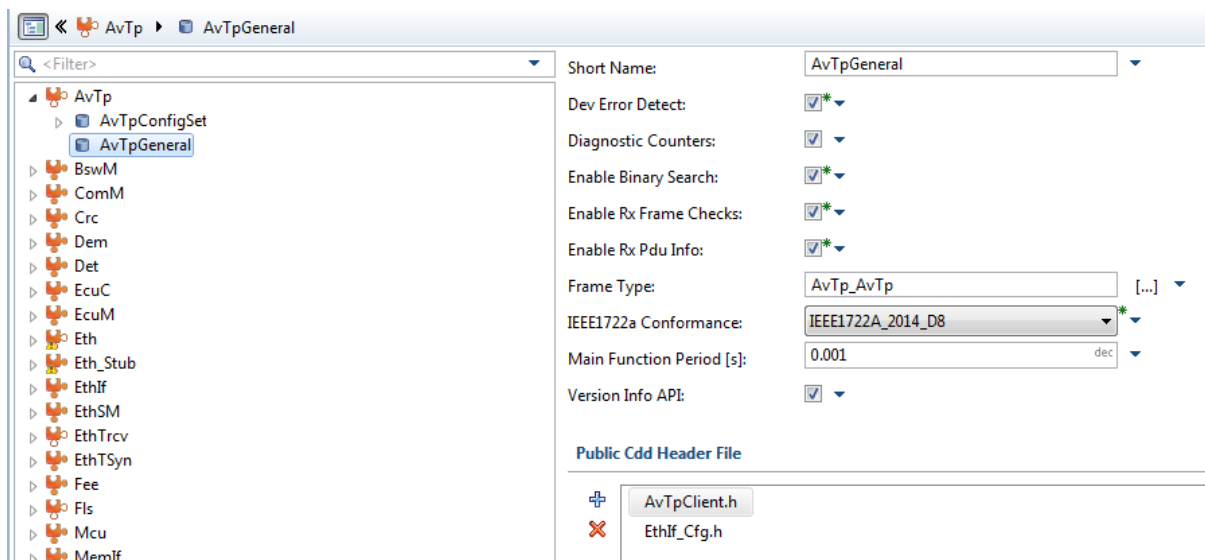 AvTp AvTpGeneral
<Filter>
AvTp
AvTpConfigSet
AvTpGeneral
BswM
ComM
Crc
Dem
Det
EcuC
EcuM
Eth
Eth_Stub
EthIf
EthSM
EthTrcv
EthTSyn
Fee
Fls
Mcu
MemIf
Short Name: AvTpGeneral
Dev Error Detect:
Diagnostic Counters:
Enable Binary Search:
Enable Rx Frame Checks:
Enable Rx Pdu Info:
Frame Type: AvTp_AvTp [...]
IEEE1722a Conformance: IEEE1722A_2014_D8
Main Function Period [s]: 0.001 dec
Version Info API:
Public Cdd Header File
AvTpClient.h
EthIf_Cfg.h